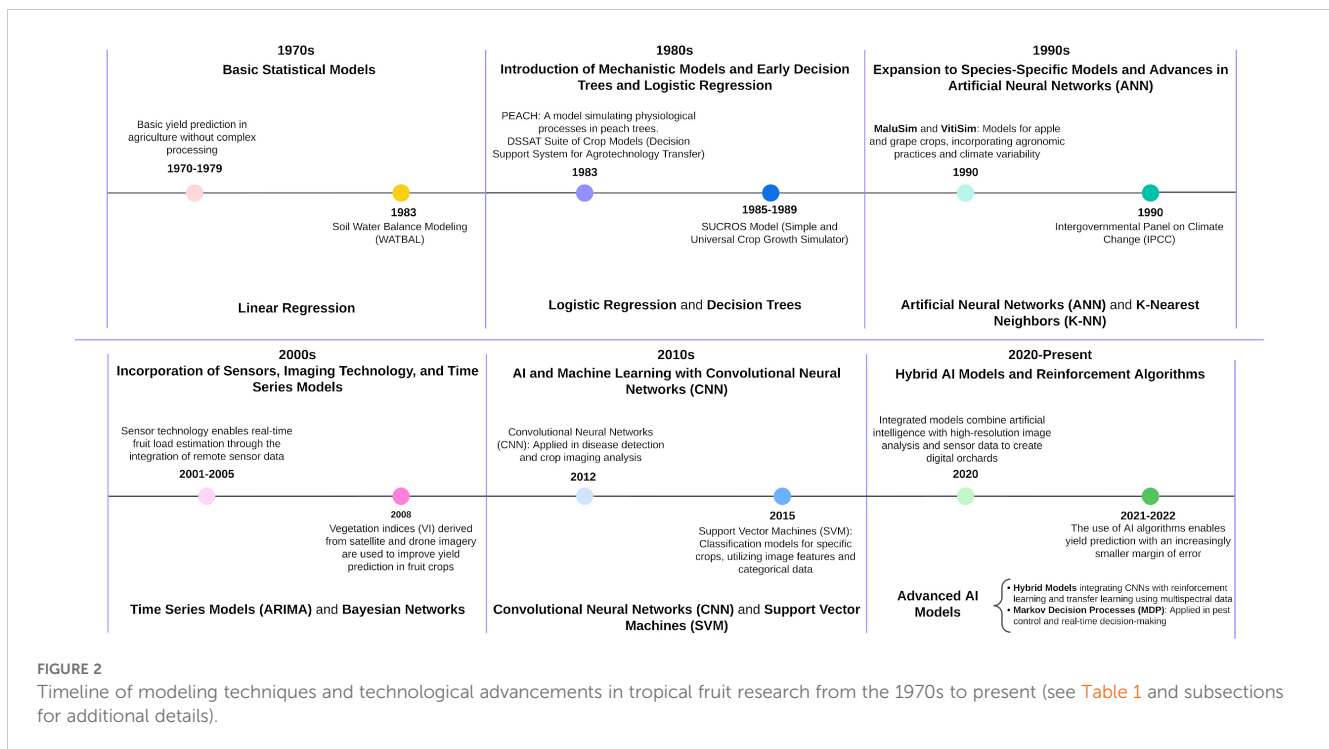 1970s
Basic Statistical Models
Basic yield prediction in
agriculture without complex
processing
1970-1979
1983
Soil Water Balance Modeling
(WATBAL)
Linear Regression
1980s
Introduction of Mechanistic Models and Early Decision
Trees and Logistic Regression
PEACH: A model simulating physiological
processes in peach trees.
DSSAT Suite of Crop Models (Decision
Support System for Agrotechnology Transfer)
1983
1985-1989
SUCROS Model (Simple and
Universal Crop Growth Simulator)
Logistic Regression and Decision Trees
1990s
Expansion to Species-Specific Models and Advances in
Artificial Neural Networks (ANN)
MaluSim and VitiSim: Models for apple
and grape crops, incorporating agronomic
practices and climate variability
1990
1990
Intergovernmental Panel on Climate
Change (IPCC)
Artificial Neural Networks (ANN) and K-Nearest
Neighbors (K-NN)
2000s
Incorporation of Sensors, Imaging Technology, and Time
Series Models
Sensor technology enables real-time
fruit load estimation through the
integration of remote sensor data
2001-2005
2008
Vegetation indices (VI) derived
from satellite and drone imagery
are used to improve yield
prediction in fruit crops
Time Series Models (ARIMA) and Bayesian Networks
2010s
AI and Machine Learning with Convolutional Neural
Networks (CNN)
Convolutional Neural Networks
(CNN): Applied in disease detection
and crop imaging analysis
2012
2015
Support Vector Machines (SVM):
Classification models for specific
crops, utilizing image features and
categorical data
Convolutional Neural Networks (CNN) and Support Vector
Machines (SVM)
2020-Present
Hybrid AI Models and Reinforcement Algorithms
Integrated models combine artificial
intelligence with high-resolution image
analysis and sensor data to create
digital orchards
2020
2021-2022
The use of AI algorithms enables
yield prediction with an increasingly
smaller margin of error
Advanced AI
Models
• Hybrid Models integrating CNNs with reinforcement
learning and transfer learning using multispectral data
• Markov Decision Processes (MDP): Applied in pest
control and real-time decision-making
FIGURE 2
Timeline of modeling techniques and technological advancements in tropical fruit research from the 1970s to present (see Table 1 and subsections
for additional details).